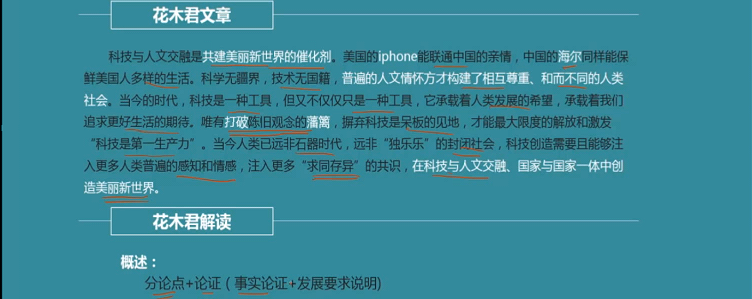 花木君文章
科技与人文交融是共建美丽新世界的催化剂。美国的iphone能联通中国的亲情，中国的海尔同样能保
鲜美国人多样的生活。科学无疆界，技术无国籍，普遍的人文情怀方才构建了相互尊重、和而不同的人类
社会。当今的时代，科技是一种工具，但又不仅仅只是一种工具，它承载着人类发展的希望，承载着我们
追求更好生活的期待。唯有打破陈旧观念的藩篱，摒弃科技是呆板的见地，才能最大限度的解放和激发
“科技是第一生产力”。当今人类已远非石器时代，远非“独乐乐”的封闭社会，科技创造需要且能够注
入更多人类普遍的感知和情感，注入更多“求同存异”的共识，在科技与人文交融、国家与国家一体中创
造美丽新世界。
花木君解读
概述：
分论点+论证（事实论证+发展要求说明)